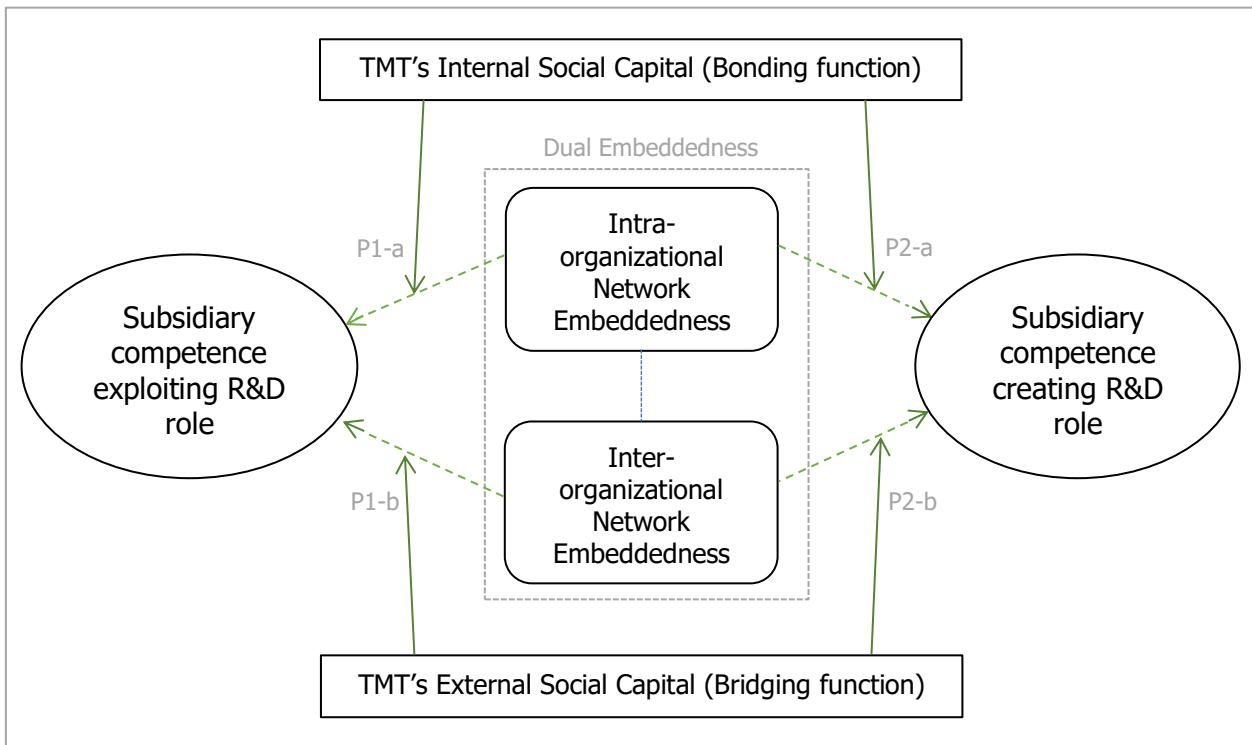 TMT’s Internal Social Capital (Bonding function)
Dual Embeddedness
Intra-
organizational
Network
Embeddedness
P1-a
P2-a
Subsidiary
competence
exploiting R&D
role
Subsidiary
competence
creating R&D
role
Inter-
organizational
Network
Embeddedness
P1-b
P2-b
TMT’s External Social Capital (Bridging function)